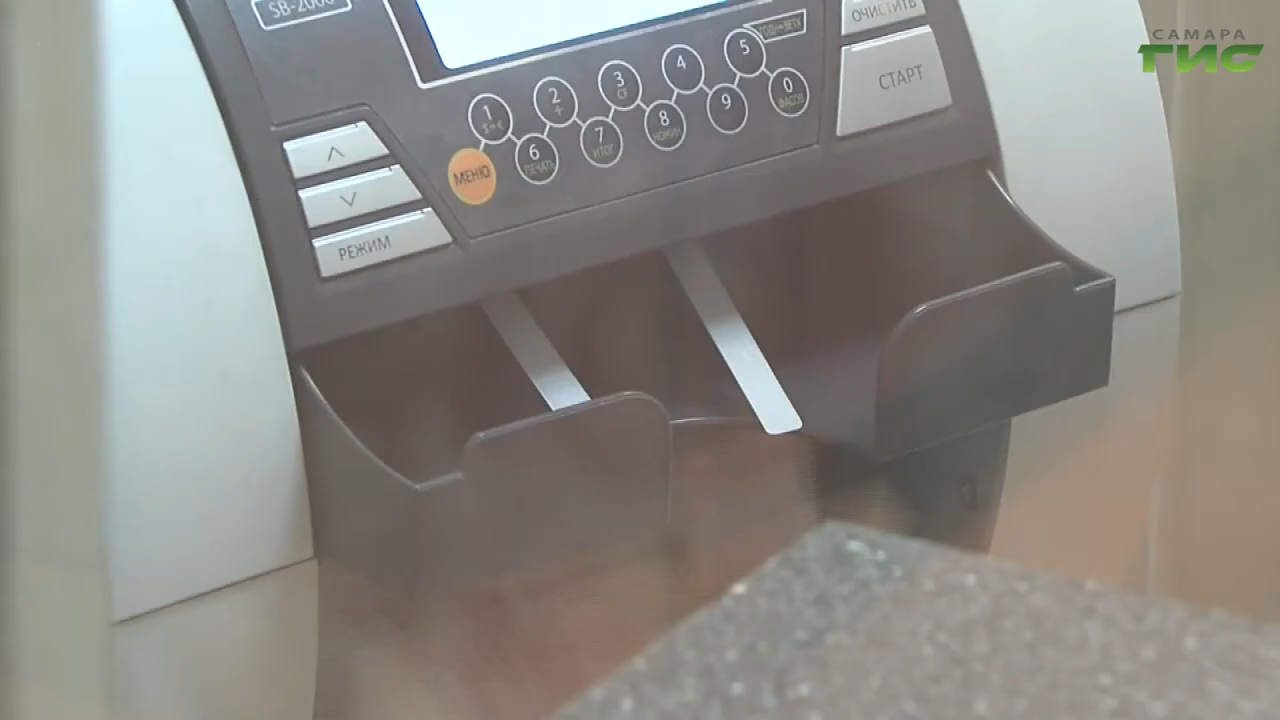 SB-2000
ОЧИСТИТЬ
САМАРА
ТИС
СТАРТ
1 2 3 4 5
$=€ + CF
6 7 8 9 0
ПЕЧАТЬ ИТОГ НОМИН ФАСОВ
МЕНЮ
РЕЖИМ